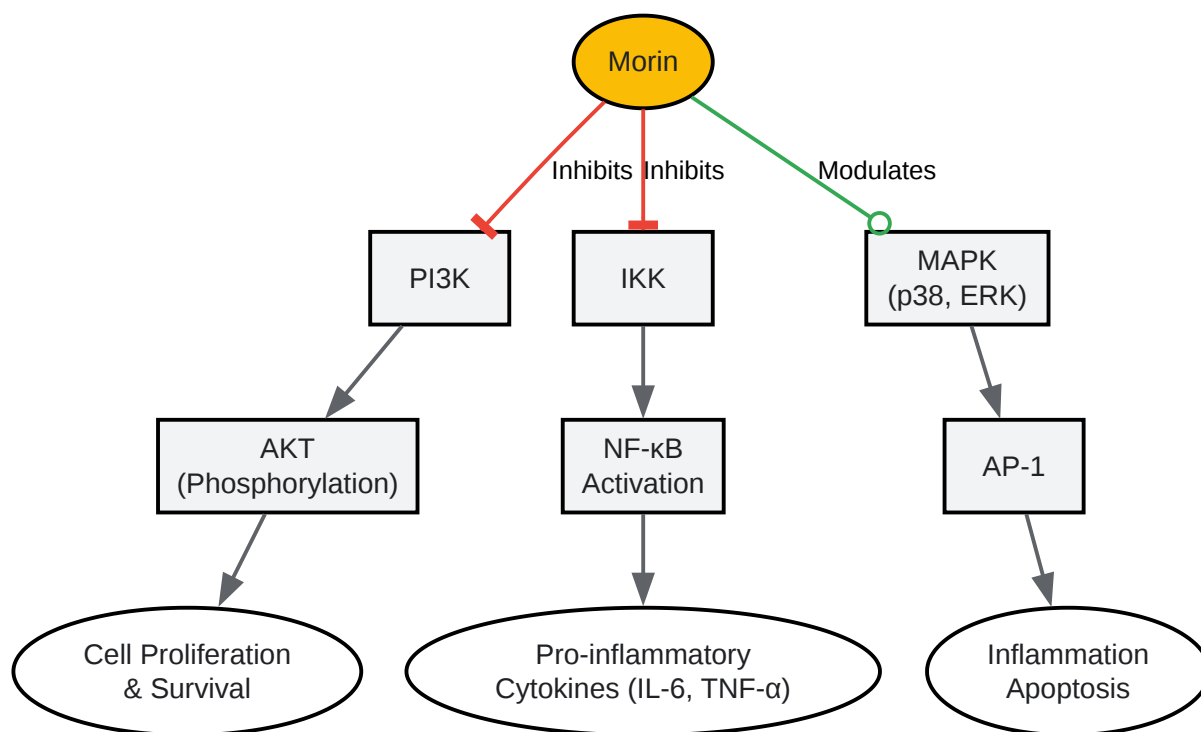 Morin
Inhibits
Inhibits
Modulates
PI3K
IKK
MAPK
(p38, ERK)
AKT
(Phosphorylation)
NF-κB
Activation
AP-1
Cell Proliferation
& Survival
Pro-inflammatory
Cytokines (IL-6, TNF-α)
Inflammation
Apoptosis